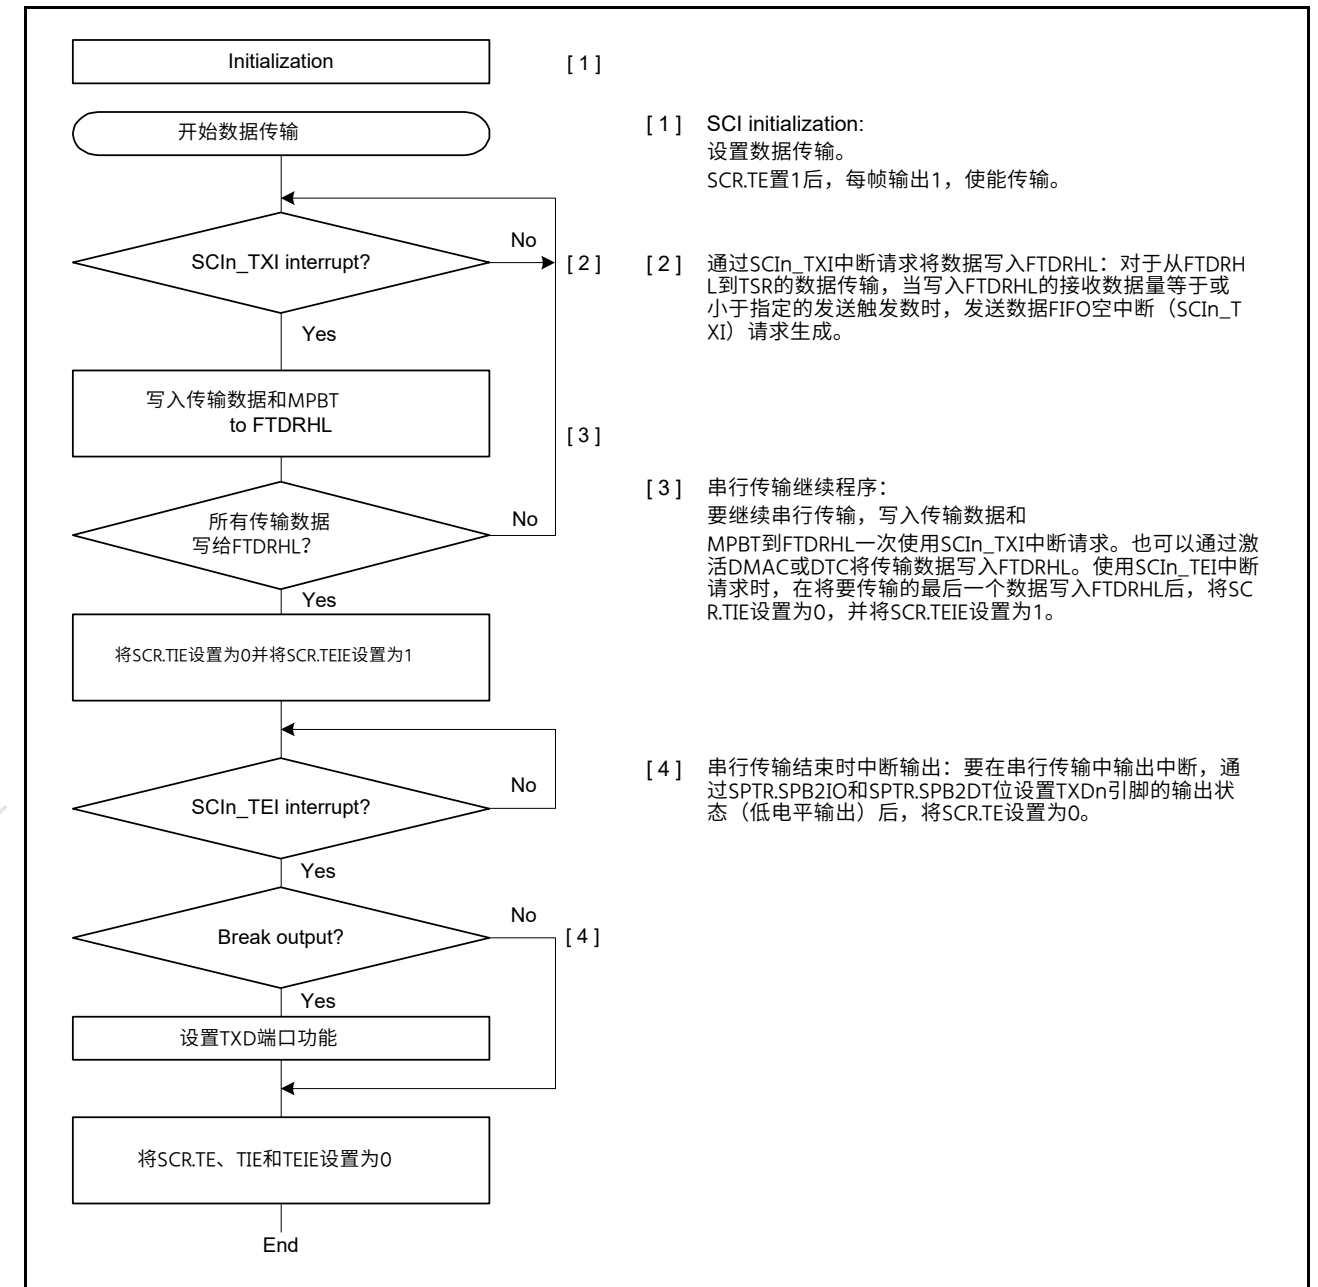 Initialization
[ 1 ]
开始数据传输
[ 1 ] SCI initialization:
设置数据传输。
SCR.TE置1后，每帧输出1，使能传输。
SCIn_TXI interrupt?
No
[ 2 ]
Yes
[ 2 ] 通过SCIn_TXI中断请求将数据写入FTDRHL：对于从FTDRH
L到TSR的数据传输，当写入FTDRHL的接收数据量等于或
小于指定的发送触发数时，发送数据FIFO空中断（SCIn_T
XI）请求生成。
写入传输数据和MPBT
to FTDRHL
[ 3 ]
所有传输数据
写给FTDRHL？
No
Yes
[ 3 ] 串行传输继续程序：
要继续串行传输，写入传输数据和
MPBT到FTDRHL一次使用SCIn_TXI中断请求。也可以通过激
活DMAC或DTC将传输数据写入FTDRHL。使用SCIn_TEI中断
请求时，在将要传输的最后一个数据写入FTDRHL后，将SC
R.TIE设置为0，并将SCR.TEIE设置为1。
将SCR.TIE设置为0并将SCR.TEIE设置为1
SCIn_TEI interrupt?
No
Yes
[ 4 ] 串行传输结束时中断输出：要在串行传输中输出中断，通
过SPTR.SPB2IO和SPTR.SPB2DT位设置TXDn引脚的输出状
态（低电平输出）后，将SCR.TE设置为0。
Break output?
No
[ 4 ]
Yes
设置TXD端口功能
将SCR.TE、TIE和TEIE设置为0
End